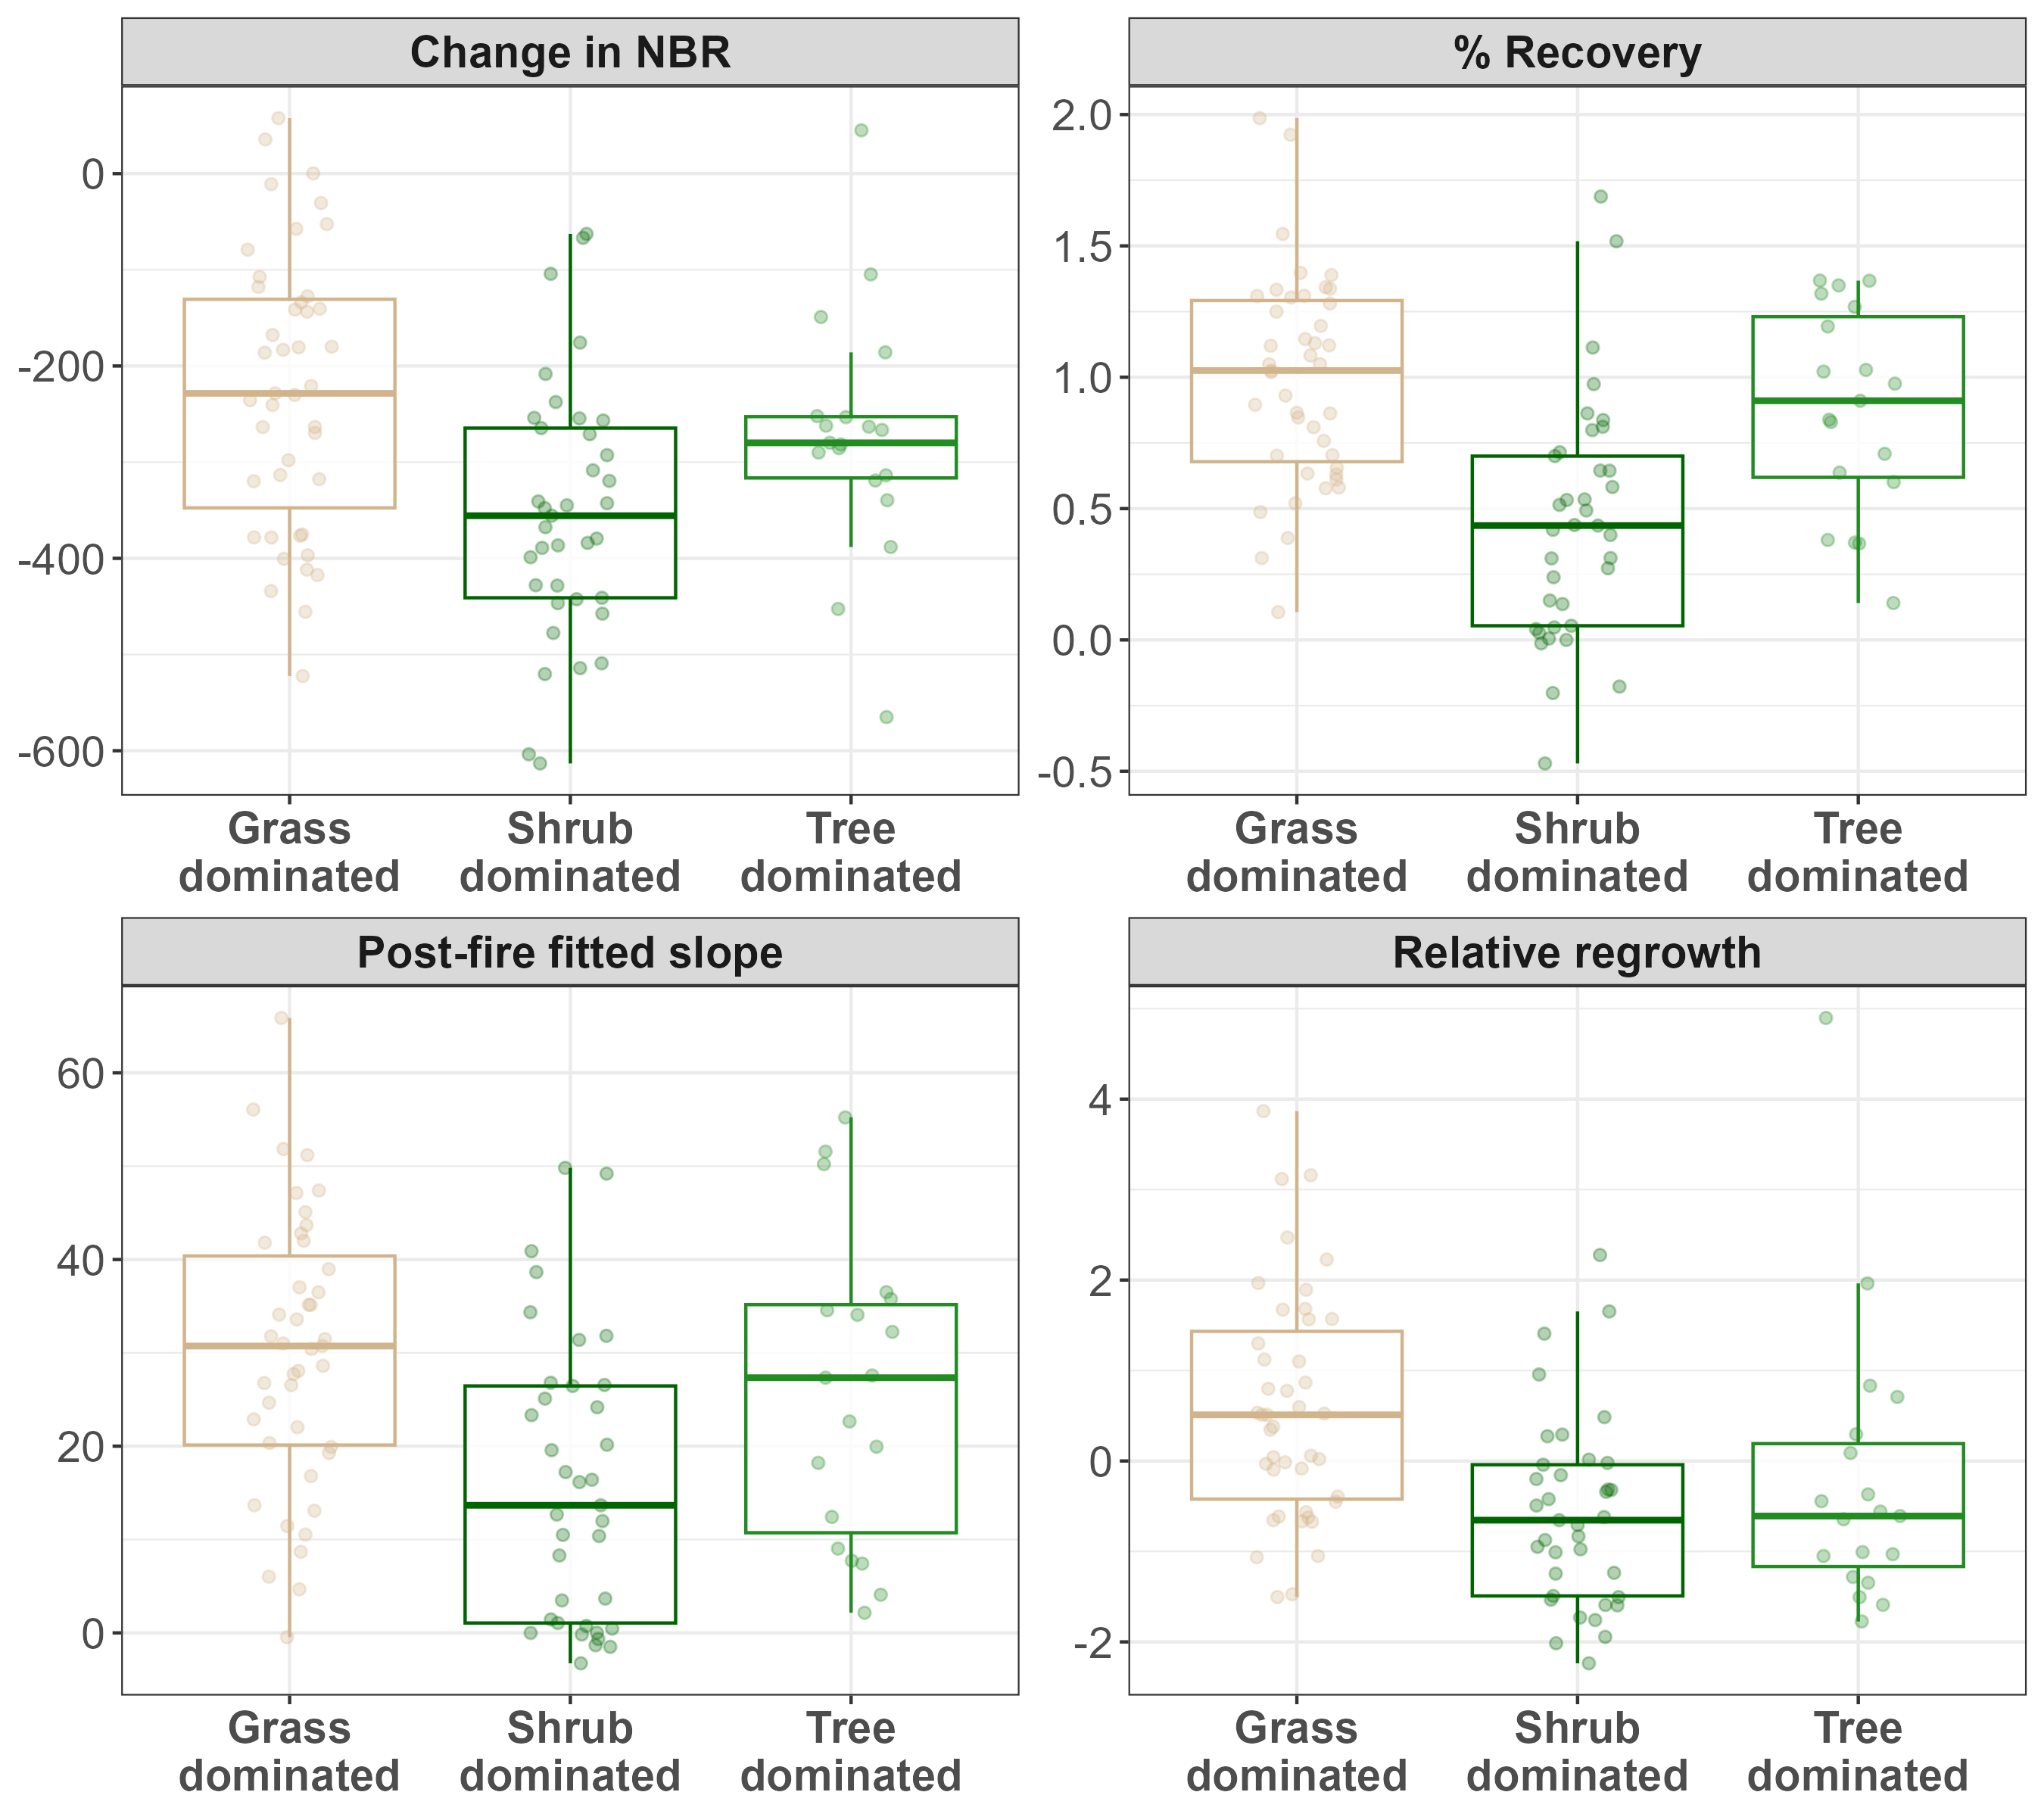 Change in NBR
0
-200
-400
-600
Grass dominated
Shrub dominated
Tree dominated
% Recovery
2.0
1.5
1.0
0.5
0.0
-0.5
Grass dominated
Shrub dominated
Tree dominated
Post-fire fitted slope
60
40
20
0
Grass dominated
Shrub dominated
Tree dominated
Relative regrowth
4
2
0
-2
Grass dominated
Shrub dominated
Tree dominated